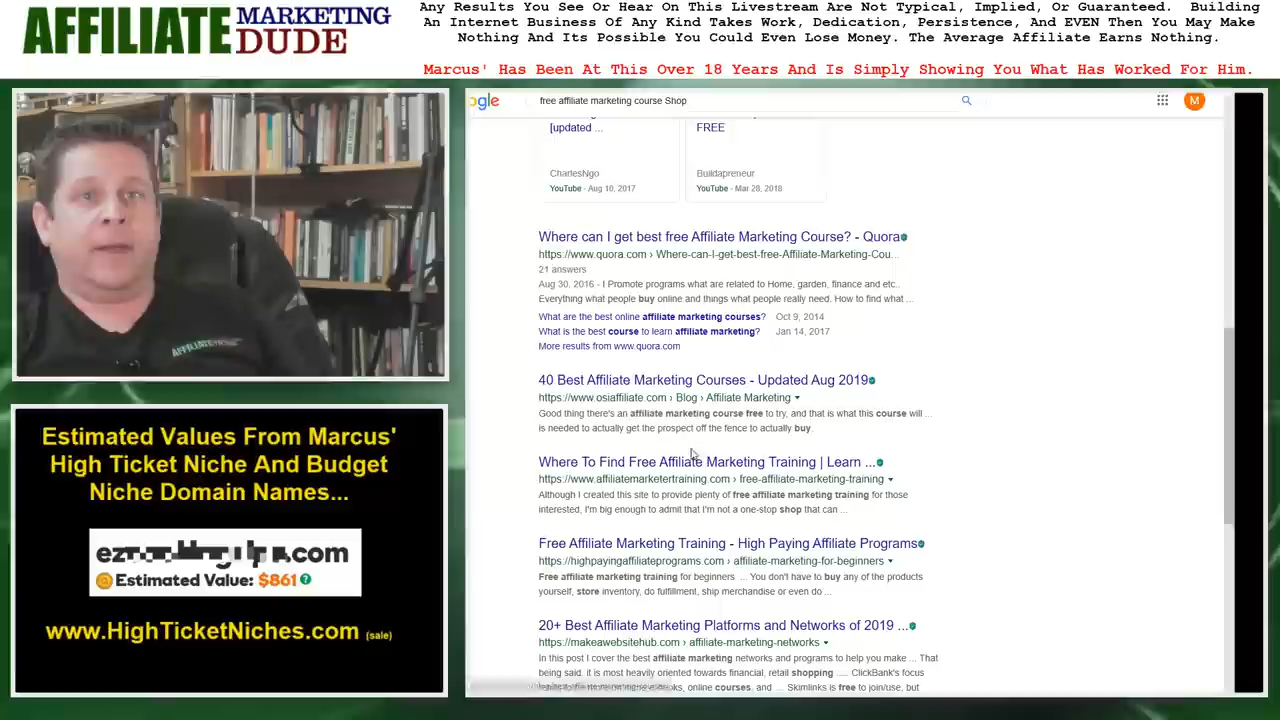 AFFILIATE MARKETING DUDE
Any Results You See Or Hear On This Livestream Are Not Typical, Implied, Or Guaranteed. Building
An Internet Business Of Any Kind Takes Work, Dedication, Persistence, And EVEN Then You May Make
Nothing And Its Possible You Could Even Lose Money. The Average Affiliate Earns Nothing.
Marcus' Has Been At This Over 18 Years And Is Simply Showing You What Has Worked For Him.
Estimated Values From Marcus'
High Ticket Niche And Budget
Niche Domain Names...
.com
Estimated Value: $861
www.HighTicketNiches.com (sale)
ogle
free affiliate marketing course Shop
M
[updated ...
FREE
CharlesNgo
Buildapreneur
YouTube - Aug 10, 2017
YouTube - Mar 28, 2018
Where can I get best free Affiliate Marketing Course? - Quora
https://www.quora.com › Where-can-I-get-best-free-Affiliate-Marketing-Cou...
21 answers
Aug 30, 2016 - I Promote programs what are related to Home, garden, finance and etc..
Everything what people buy online and things what people really need. How to find what ...
What are the best online affiliate marketing courses? Oct 9, 2014
What is the best course to learn affiliate marketing? Jan 14, 2017
More results from www.quora.com
40 Best Affiliate Marketing Courses - Updated Aug 2019
https://www.osiaffiliate.com › Blog › Affiliate Marketing
Good thing there's an affiliate marketing course free to try, and that is what this course will ...
is needed to actually get the prospect off the fence to actually buy.
Where To Find Free Affiliate Marketing Training | Learn ...
https://www.affiliatemarketertraining.com › free-affiliate-marketing-training
Although I created this site to provide plenty of free affiliate marketing training for those
interested, I'm big enough to admit that I'm not a one-stop shop that can ...
Free Affiliate Marketing Training - High Paying Affiliate Programs
https://highpayingaffiliateprograms.com › affiliate-marketing-for-beginners
Free affiliate marketing training for beginners ... You don't have to buy any of the products
yourself, store inventory, do fulfillment, ship merchandise or even do ...
20+ Best Affiliate Marketing Platforms and Networks of 2019 ...
https://makeawebsitehub.com › affiliate-marketing-networks
In this post I cover the best affiliate marketing networks and programs to help you make ... That
being said, it is most heavily oriented towards financial, retail shopping ... ClickBank's focus
online courses, and ... Skimlinks is free to join/use, but